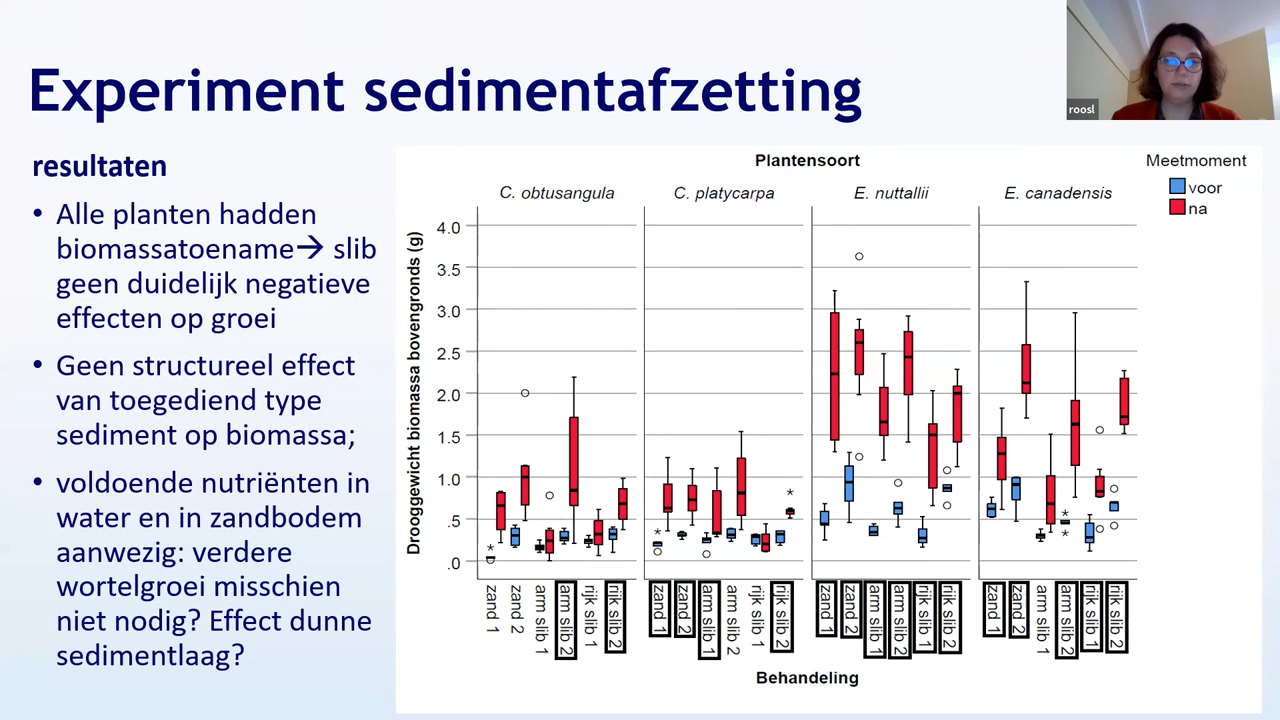 Experiment sedimentafzetting
roosl
resultaten
• Alle planten hadden
biomassatoename→ slib
geen duidelijk negatieve
effecten op groei
• Geen structureel effect
van toegediend type
sediment op biomassa;
• voldoende nutriënten in
water en in zandbodem
aanwezig: verdere
wortelgroei misschien
niet nodig? Effect dunne
sedimentlaag?
Plantensoort
C. obtusangula C. platycarpa E. nuttallii E. canadensis
Meetmoment
voor
na
Drooggewicht biomassa bovengronds (g)
4.0
3.5
3.0
2.5
2.0
1.5
1.0
.5
.0
zand 1 zand 2 arm slib 1 arm slib 2 rijk slib 1 rijk slib 2 zand 1 zand 2 arm slib 1 arm slib 2 rijk slib 1 rijk slib 2 zand 1 zand 2 arm slib 1 arm slib 2 rijk slib 1 rijk slib 2 zand 1 zand 2 arm slib 1 arm slib 2 rijk slib 1 rijk slib 2
Behandeling